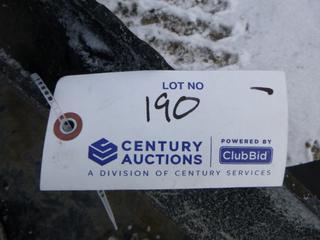 LOT NO
190
CENTURY
AUCTIONS
POWERED BY
ClubBid
A DIVISION OF CENTURY SERVICES